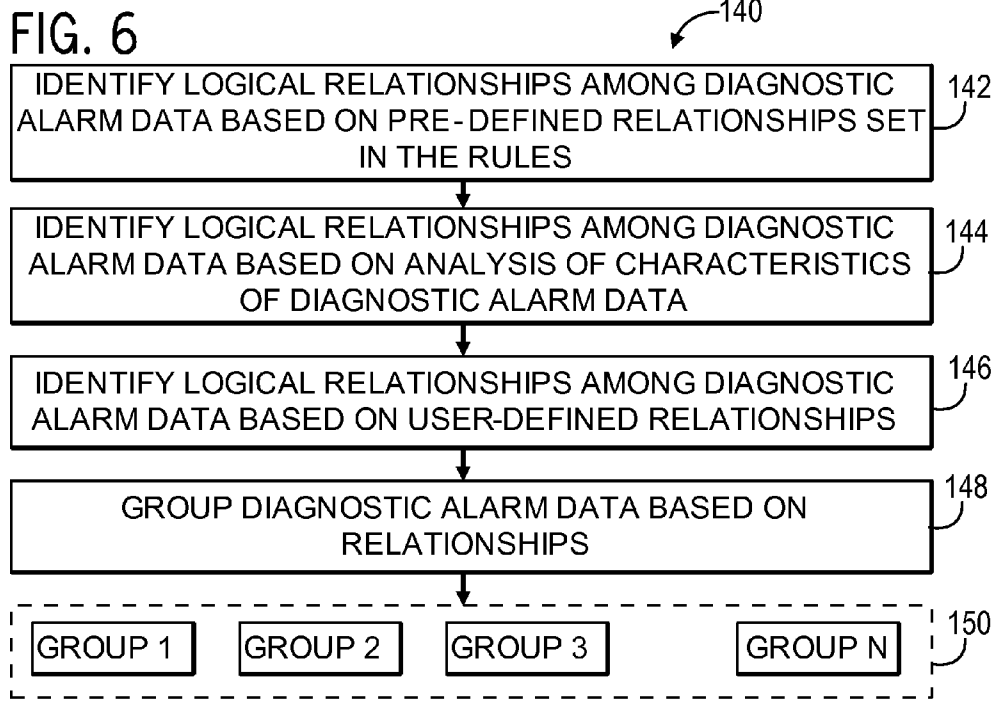 FIG. 6
140
IDENTIFY LOGICAL RELATIONSHIPS AMONG DIAGNOSTIC
ALARM DATA BASED ON PRE-DEFINED RELATIONSHIPS SET
IN THE RULES
142
IDENTIFY LOGICAL RELATIONSHIPS AMONG DIAGNOSTIC
ALARM DATA BASED ON ANALYSIS OF CHARACTERISTICS
OF DIAGNOSTIC ALARM DATA
144
IDENTIFY LOGICAL RELATIONSHIPS AMONG DIAGNOSTIC
ALARM DATA BASED ON USER-DEFINED RELATIONSHIPS
146
GROUP DIAGNOSTIC ALARM DATA BASED ON
RELATIONSHIPS
148
GROUP 1
GROUP 2
GROUP 3
GROUP N
150